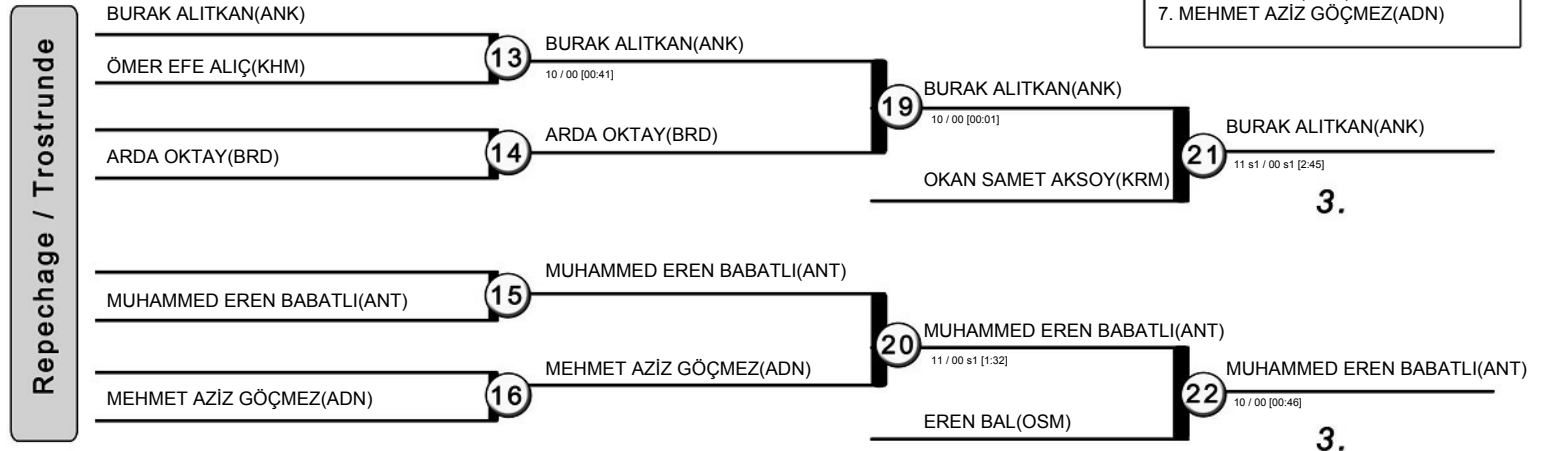 7. MEHMET AZİZ GÖÇMEZ(ADN)
Repechage / Trostrunde
BURAK ALITKAN(ANK)
ÖMER EFE ALIÇ(KHM)
13
BURAK ALITKAN(ANK)
10 / 00 [00:41]
ARDA OKTAY(BRD)
14
ARDA OKTAY(BRD)
19
BURAK ALITKAN(ANK)
10 / 00 [00:01]
OKAN SAMET AKSOY(KRM)
21
BURAK ALITKAN(ANK)
11 s1 / 00 s1 [2:45]
3.
MUHAMMED EREN BABATLI(ANT)
15
MUHAMMED EREN BABATLI(ANT)
MEHMET AZİZ GÖÇMEZ(ADN)
16
MEHMET AZİZ GÖÇMEZ(ADN)
20
MUHAMMED EREN BABATLI(ANT)
11 / 00 s1 [1:32]
EREN BAL(OSM)
22
MUHAMMED EREN BABATLI(ANT)
10 / 00 [00:46]
3.